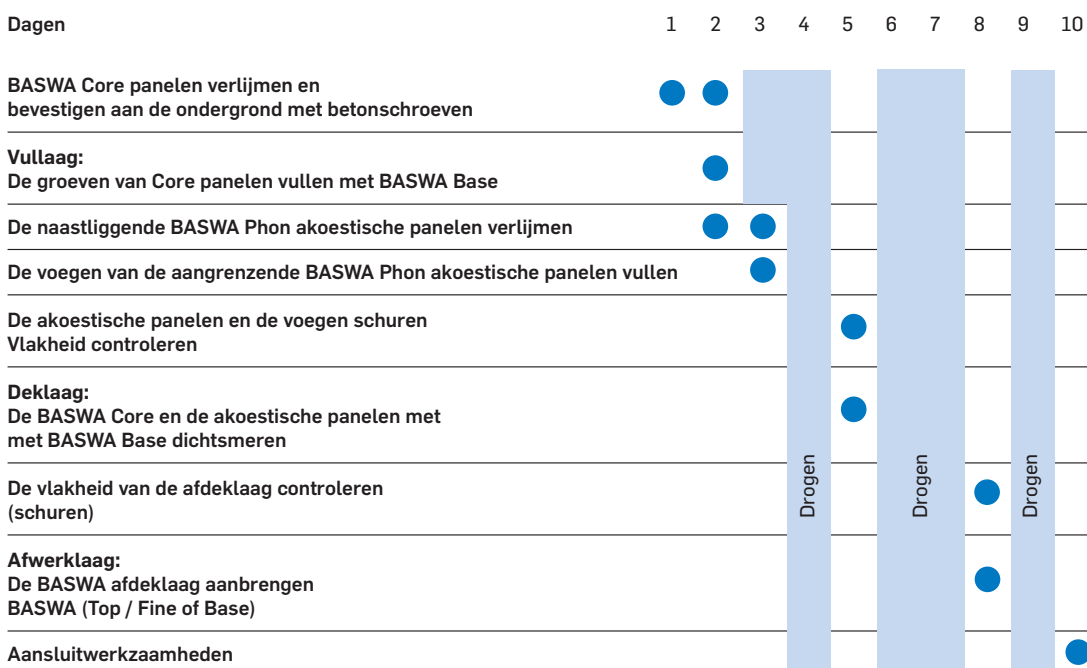 Dagen 1 2 3 4 5 6 7 8 9 10
BASWA Core panelen verlijmen en
bevestigen aan de ondergrond met betonschroeven
Vullaag:
De groeven van Core panelen vullen met BASWA Base
De naastliggende BASWA Phon akoestische panelen verlijmen
De voegen van de aangrenzende BASWA Phon akoestische panelen vullen
De akoestische panelen en de voegen schuren
Vlakheid controleren
Deklaag:
De BASWA Core en de akoestische panelen met
met BASWA Base dichtsmeren
De vlakheid van de afdeklaag controleren
(schuren)
Afwerklaag:
De BASWA afdeklaag aanbrengen
BASWA (Top / Fine of Base)
Aansluitwerkzaamheden
Drogen
Drogen
Drogen